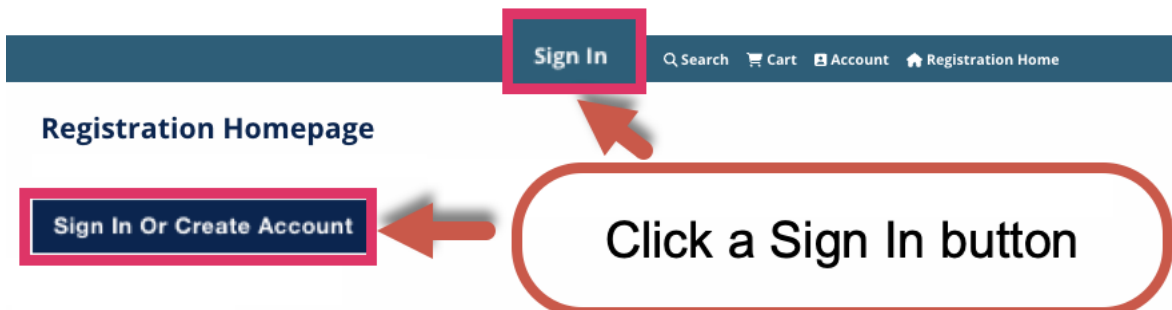 Sign In
Search Cart Account Registration Home
Registration Homepage
Sign In Or Create Account
Click a Sign In button